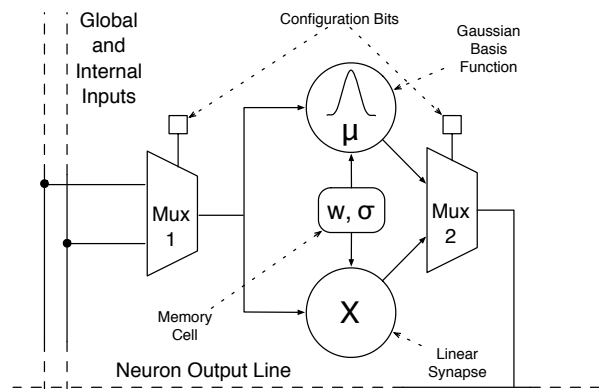 Global
and
Internal
Inputs
Configuration Bits
Gaussian
Basis
Function
μ
Mux
1
w, σ
Mux
2
X
Memory
Cell
Linear
Synapse
Neuron Output Line